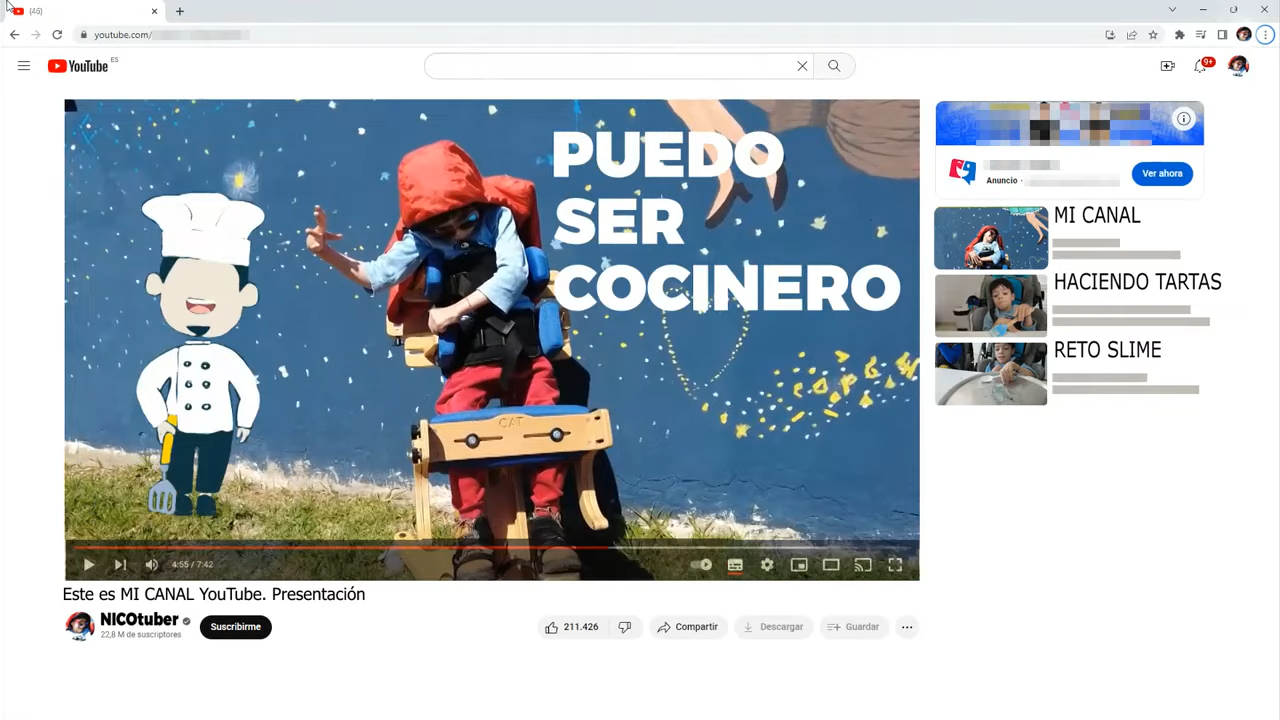 (46)
youtube.com/
YouTube
ES
9+
PUEDO
SER
COCINERO
CAT
4:55 / 7:42
Este es MI CANAL YouTube. Presentación
NICOtuber
22,8 M de suscriptores
Suscribirme
211.426
Compartir
Descargar
Guardar
Anuncio ·
Ver ahora
MI CANAL
HACIENDO TARTAS
RETO SLIME